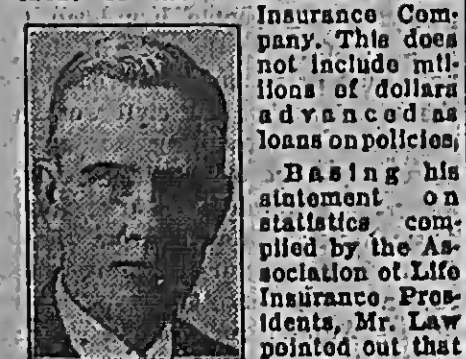 Insurance Com-
pany. This does
not include mil-
lions of dollars
advanced as
loans on policies,
Basing his
statement on
statistics com-
piled by the As-
sociation of Life
Insurance Pres-
idents, Mr. Law
pointed out that